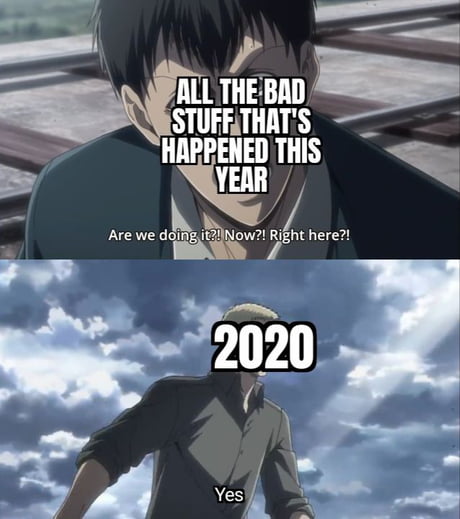 ALL THE BAD
STUFF THAT'S
HAPPENED THIS
YEAR
Are we doing it?! Now?! Right here?!
2020
Yes